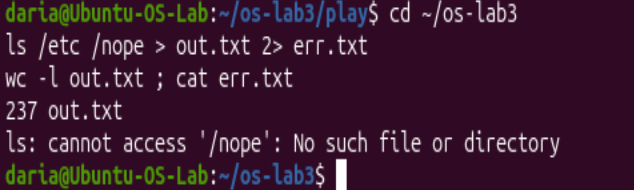 daria@Ubuntu-OS-Lab:~/os-lab3/play$ cd ~/os-lab3
ls /etc /nope > out.txt 2> err.txt
wc -l out.txt ; cat err.txt
237 out.txt
ls: cannot access '/nope': No such file or directory
daria@Ubuntu-OS-Lab:~/os-lab3$